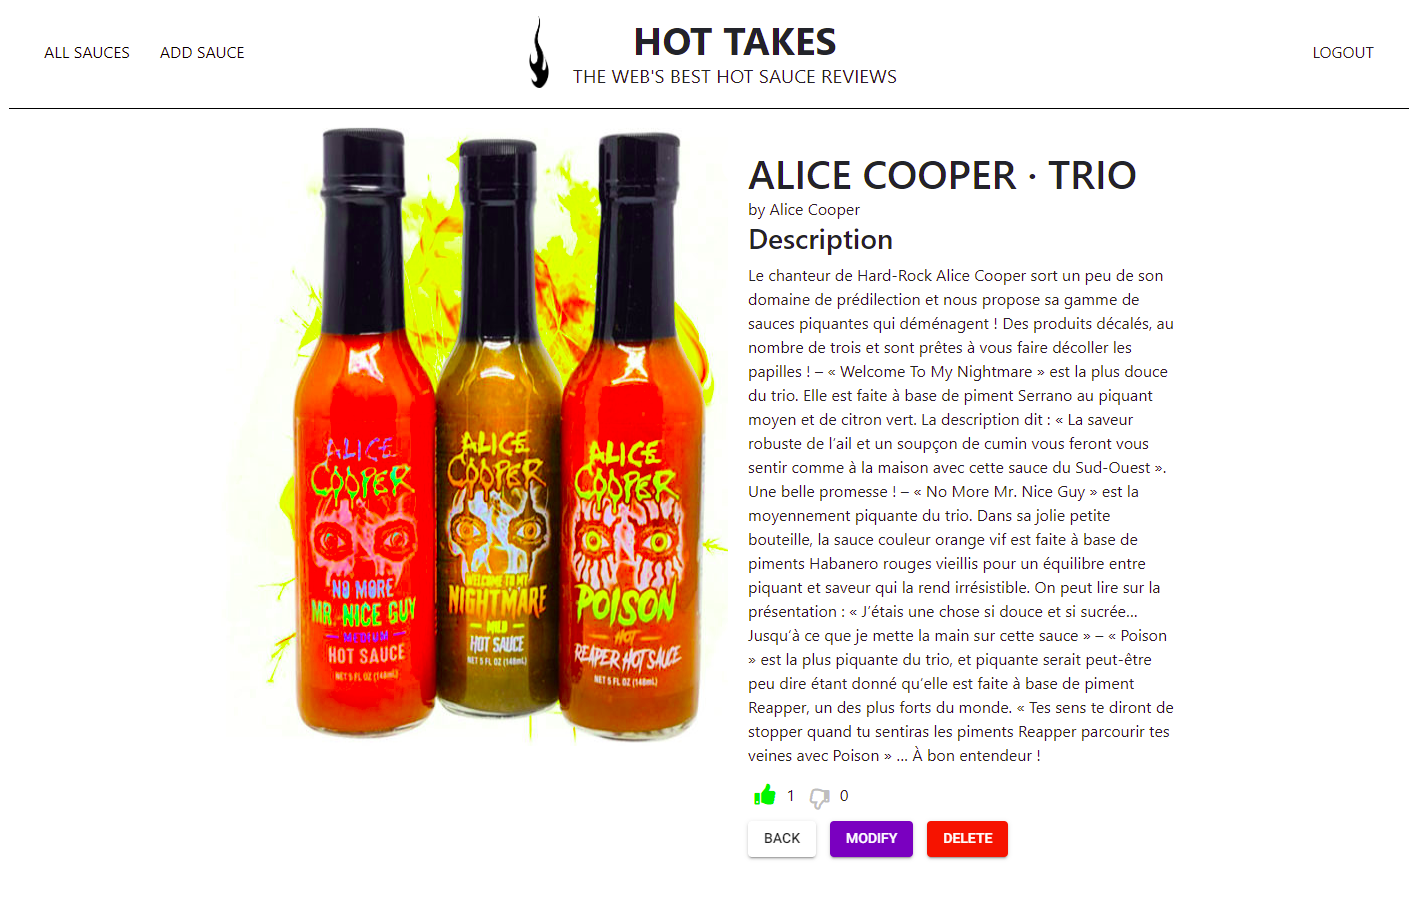 ALL SAUCES
ADD SAUCE
HOT TAKES
THE WEB'S BEST HOT SAUCE REVIEWS
LOGOUT
ALICE
COOPER
NO MORE
MR. NICE GUY
MEDIUM
HOT SAUCE
NET 5 FL OZ (148mL)
ALICE
COOPER
WELCOME TO MY
NIGHTMARE
MILD
HOT SAUCE
NET 5 FL OZ (148mL)
ALICE
COOPER
POISON
HOT
REAPER HOT SAUCE
NET 5 FL OZ (148mL)
ALICE COOPER · TRIO
by Alice Cooper
Description
Le chanteur de Hard-Rock Alice Cooper sort un peu de son
domaine de prédilection et nous propose sa gamme de
sauces piquantes qui déménagent ! Des produits décalés, au
nombre de trois et sont prêtes à vous faire décoller les
papilles ! – « Welcome To My Nightmare » est la plus douce
du trio. Elle est faite à base de piment Serrano au piquant
moyen et de citron vert. La description dit : « La saveur
robuste de l’ail et un soupçon de cumin vous feront vous
sentir comme à la maison avec cette sauce du Sud-Ouest ».
Une belle promesse ! – « No More Mr. Nice Guy » est la
moyennement piquante du trio. Dans sa jolie petite
bouteille, la sauce couleur orange vif est faite à base de
piments Habanero rouges vieillis pour un équilibre entre
piquant et saveur qui la rend irrésistible. On peut lire sur la
présentation : « J’étais une chose si douce et si sucrée…
Jusqu’à ce que je mette la main sur cette sauce » – « Poison
» est la plus piquante du trio, et piquante serait peut-être
peu dire étant donné qu’elle est faite à base de piment
Reapper, un des plus forts du monde. « Tes sens te diront de
stopper quand tu sentiras les piments Reapper parcourir tes
veines avec Poison » … À bon entendeur !
1
0
BACK
MODIFY
DELETE